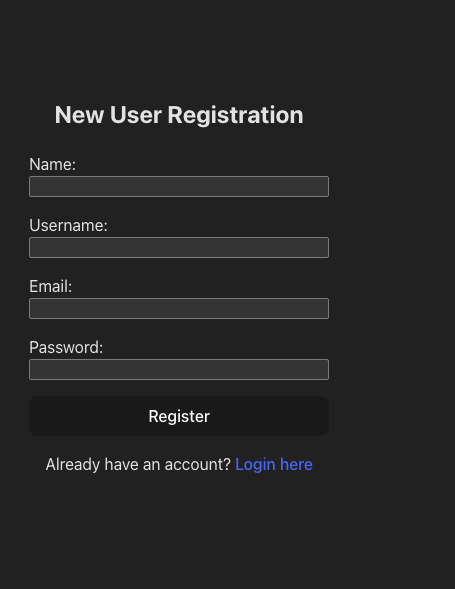 New User Registration
Name:
Username:
Email:
Password:
Register
Already have an account? Login here